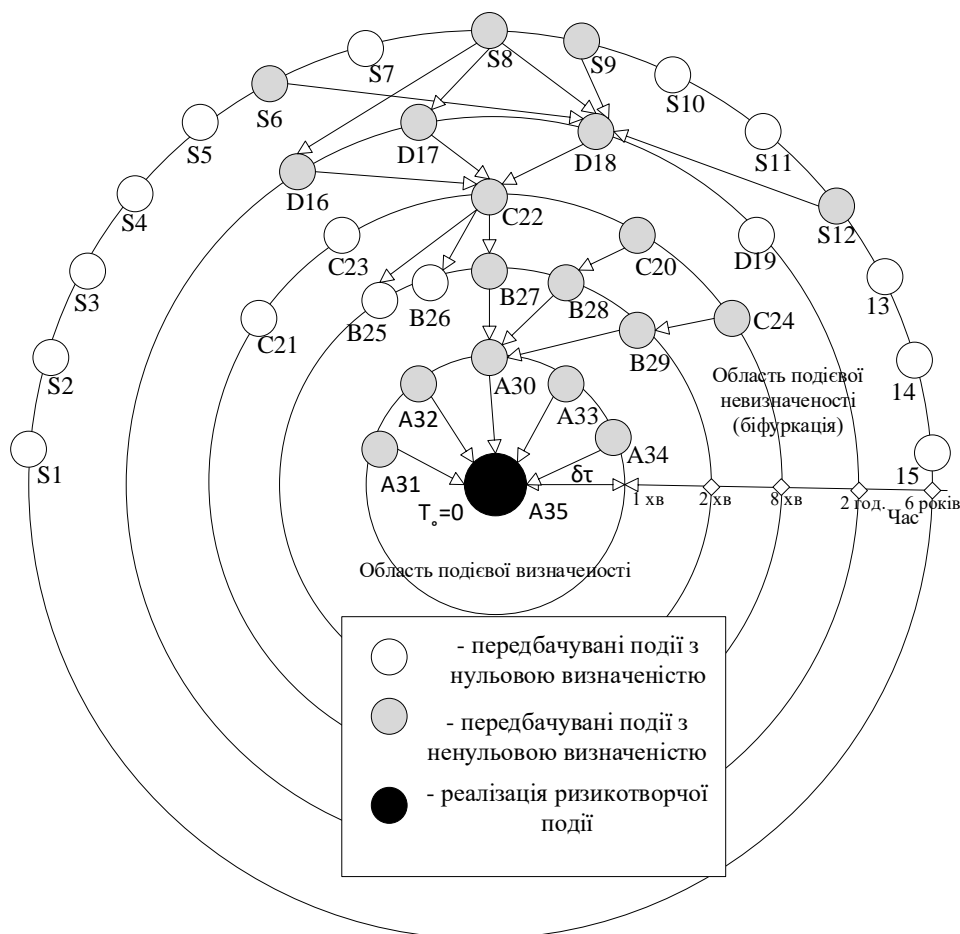 S8
S9
S7
S10
S6
S5
D17
S11
D18
D16
S4
C22
S12
C23
C20
D19
S3
13
B27
B26
B28
B25
C24
C21
B29
S2
14
Область подієвої
невизначеності
(біфуркація)
A30
A32
A33
S1
A34
A31
δτ
15
1 хв
2 хв
8 хв
2 год.
6 років
T₀=0
A35
Час
Область подієвої визначеності
- передбачувані події з
нульовою визначеністю
- передбачувані події з
ненульовою визначеністю
- реалізація ризикотворчої
події